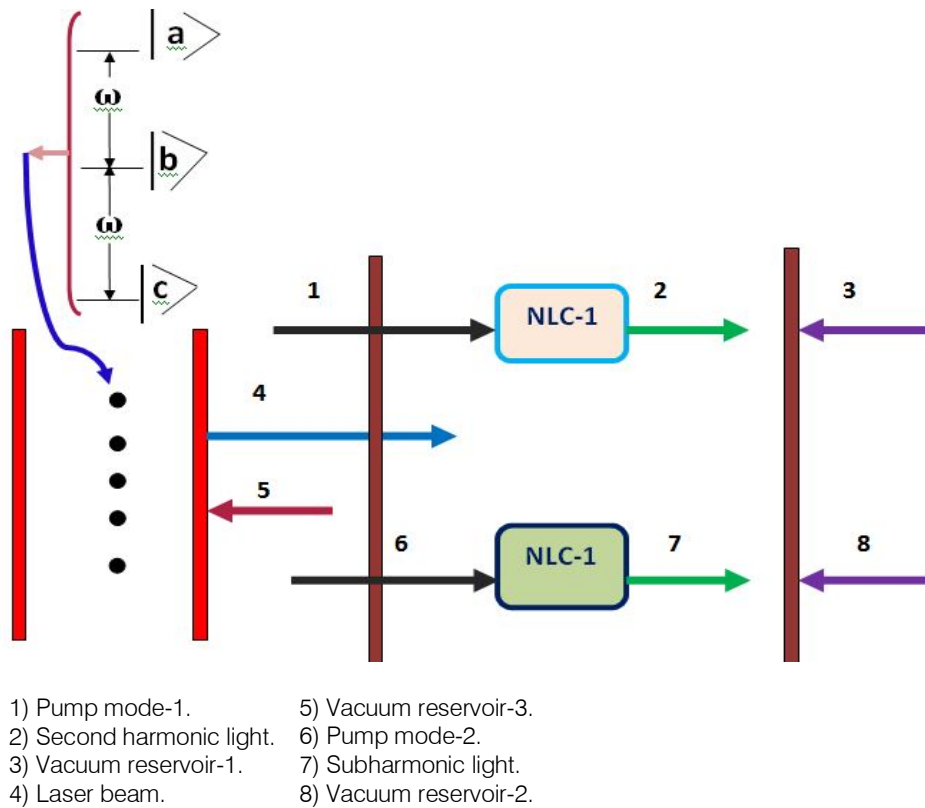 |a>
ω
|b>
ω
|c>
1
NLC-1
2
3
4
5
6
NLC-1
7
8
1) Pump mode-1.
2) Second harmonic light.
3) Vacuum reservoir-1.
4) Laser beam.
5) Vacuum reservoir-3.
6) Pump mode-2.
7) Subharmonic light.
8) Vacuum reservoir-2.